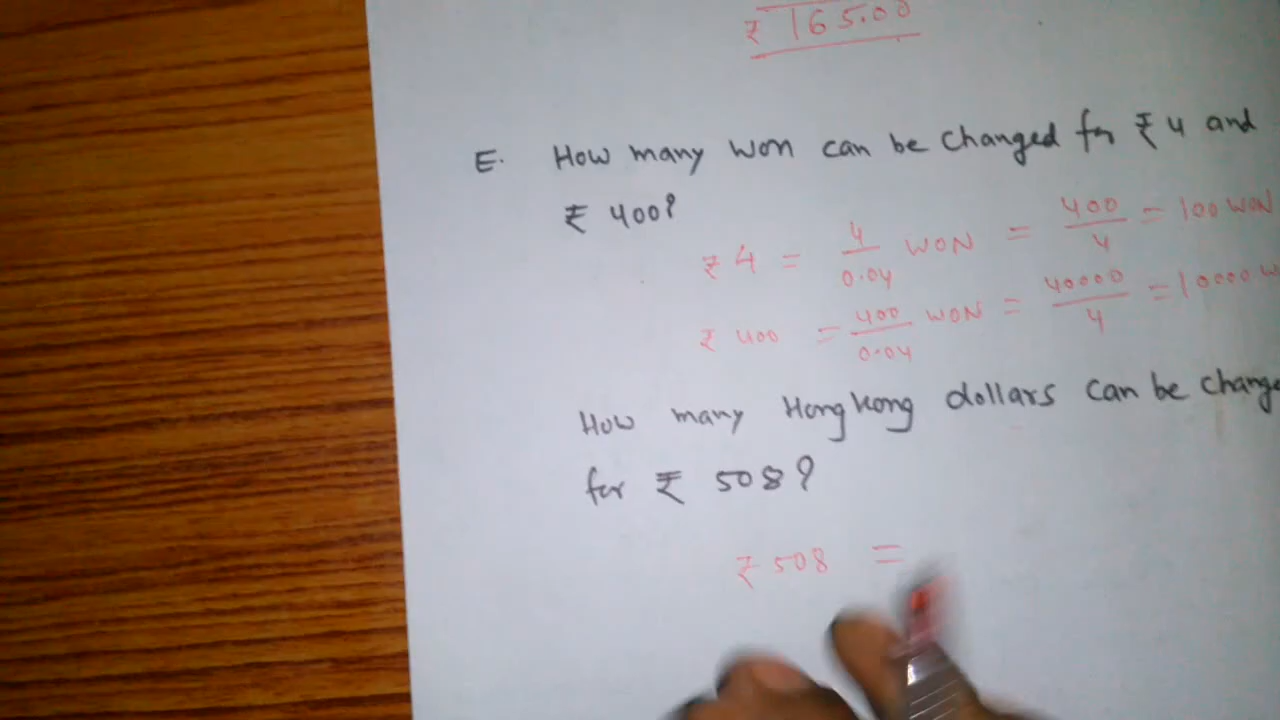 ₹ 165.00
E. How many won can be changed for ₹ 4 and
₹ 400?
₹ 4 = 4/0.04 WON = 400/4 = 100 WON
₹ 400 = 400/0.04 WON = 40000/4 = 10000 W
How many Hong Kong dollars can be change
for ₹ 508?
₹ 508 =